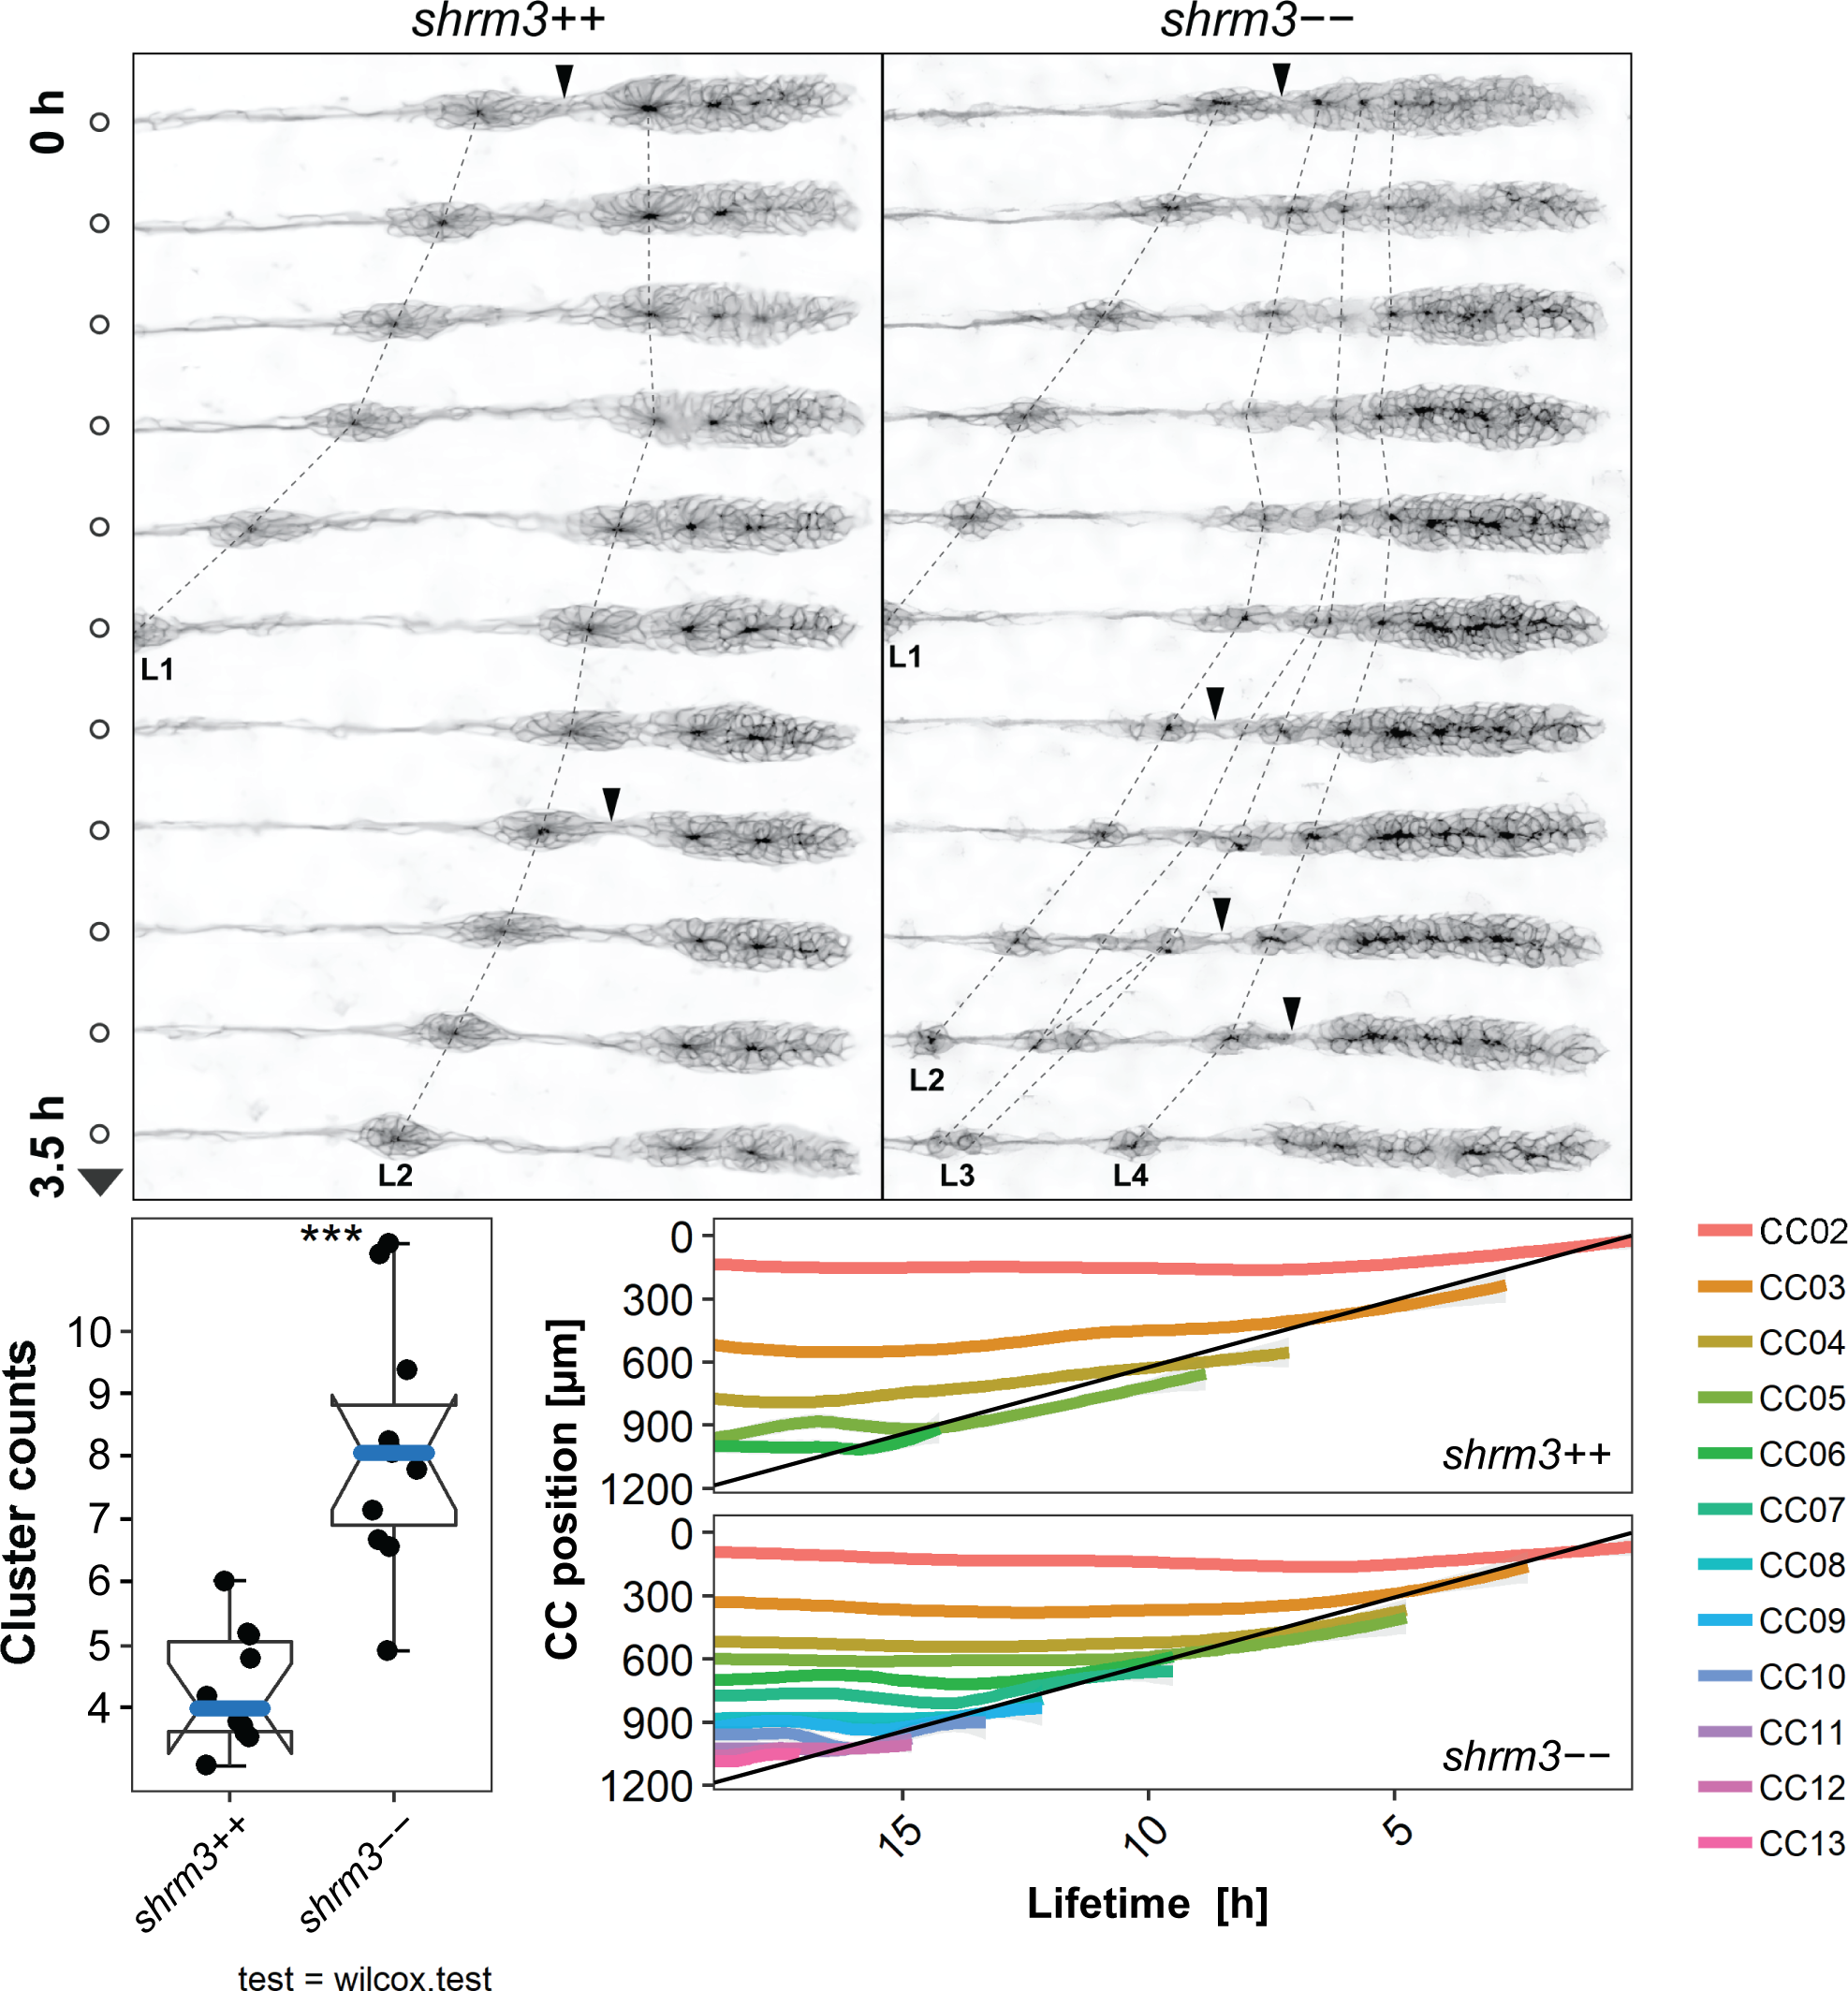 shrm3++
shrm3−−
0 h
L1
L1
L2
3.5 h
L2
L3
L4
***
10
9
8
7
6
5
4
Cluster counts
shrm3++
shrm3−−
test = wilcox.test
0
300
600
900
1200
shrm3++
0
300
600
900
1200
shrm3−−
CC position [µm]
15
10
5
Lifetime [h]
CC02
CC03
CC04
CC05
CC06
CC07
CC08
CC09
CC10
CC11
CC12
CC13